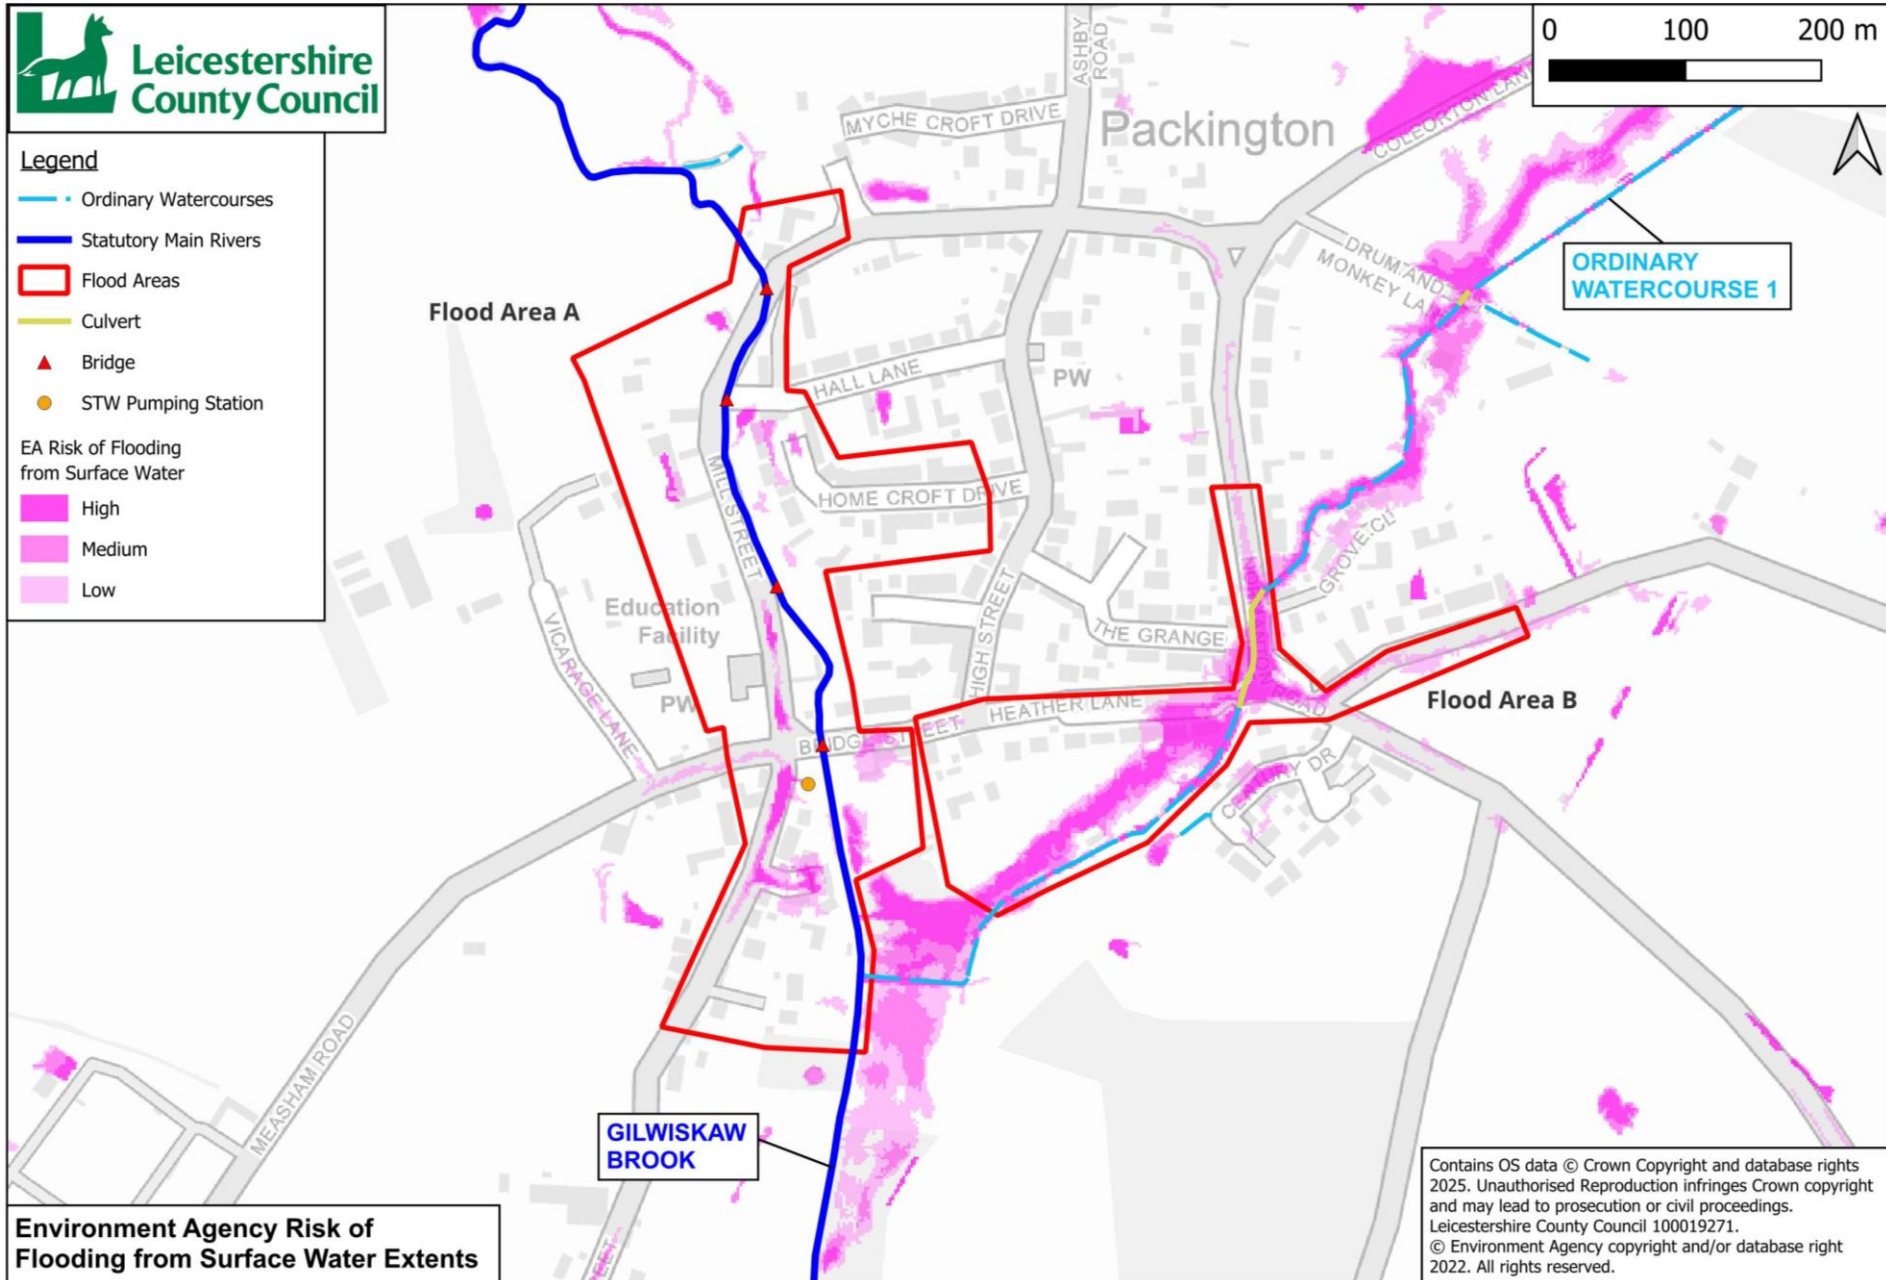 Leicestershire
County Council
Legend
Ordinary Watercourses
Statutory Main Rivers
Flood Areas
Culvert
Bridge
STW Pumping Station
EA Risk of Flooding
from Surface Water
High
Medium
Low
0 100 200 m
ASHBY
ROAD
MYCHE CROFT DRIVE
Packington
COLEORTON LANE
DRUM AND
MONKEY LA
ORDINARY
WATERCOURSE 1
Flood Area A
HALL LANE
PW
MILL STREET
HOME CROFT DRIVE
GROVE CL
Education
Facility
HIGH STREET
THE GRANGE
VICARAGE LANE
PW
BRIDGE STREET
HEATHER LANE
ROAD
Flood Area B
CENTURY DR
MEASHAM ROAD
GILWISKAW
BROOK
REET
Environment Agency Risk of
Flooding from Surface Water Extents
Contains OS data © Crown Copyright and database rights
2025. Unauthorised Reproduction infringes Crown copyright
and may lead to prosecution or civil proceedings.
Leicestershire County Council 100019271.
© Environment Agency copyright and/or database right
2022. All rights reserved.